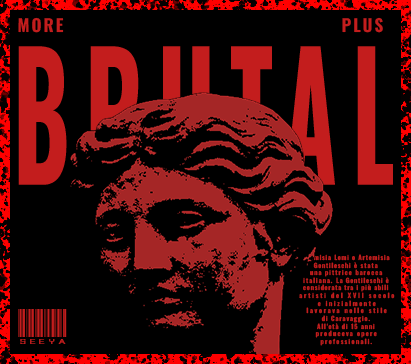 MORE PLUS
BRUTAL
misia Lomi o Artemisia
Gentileschi è stata
una pittrice barocca
italiana. La Gentileschi è
considerata tra i più abili
artisti del XVII secolo
e inizialmente
lavorava nello stile
di Caravaggio.
All'età di 15 anni
produceva opere
professionali.
SEEYA